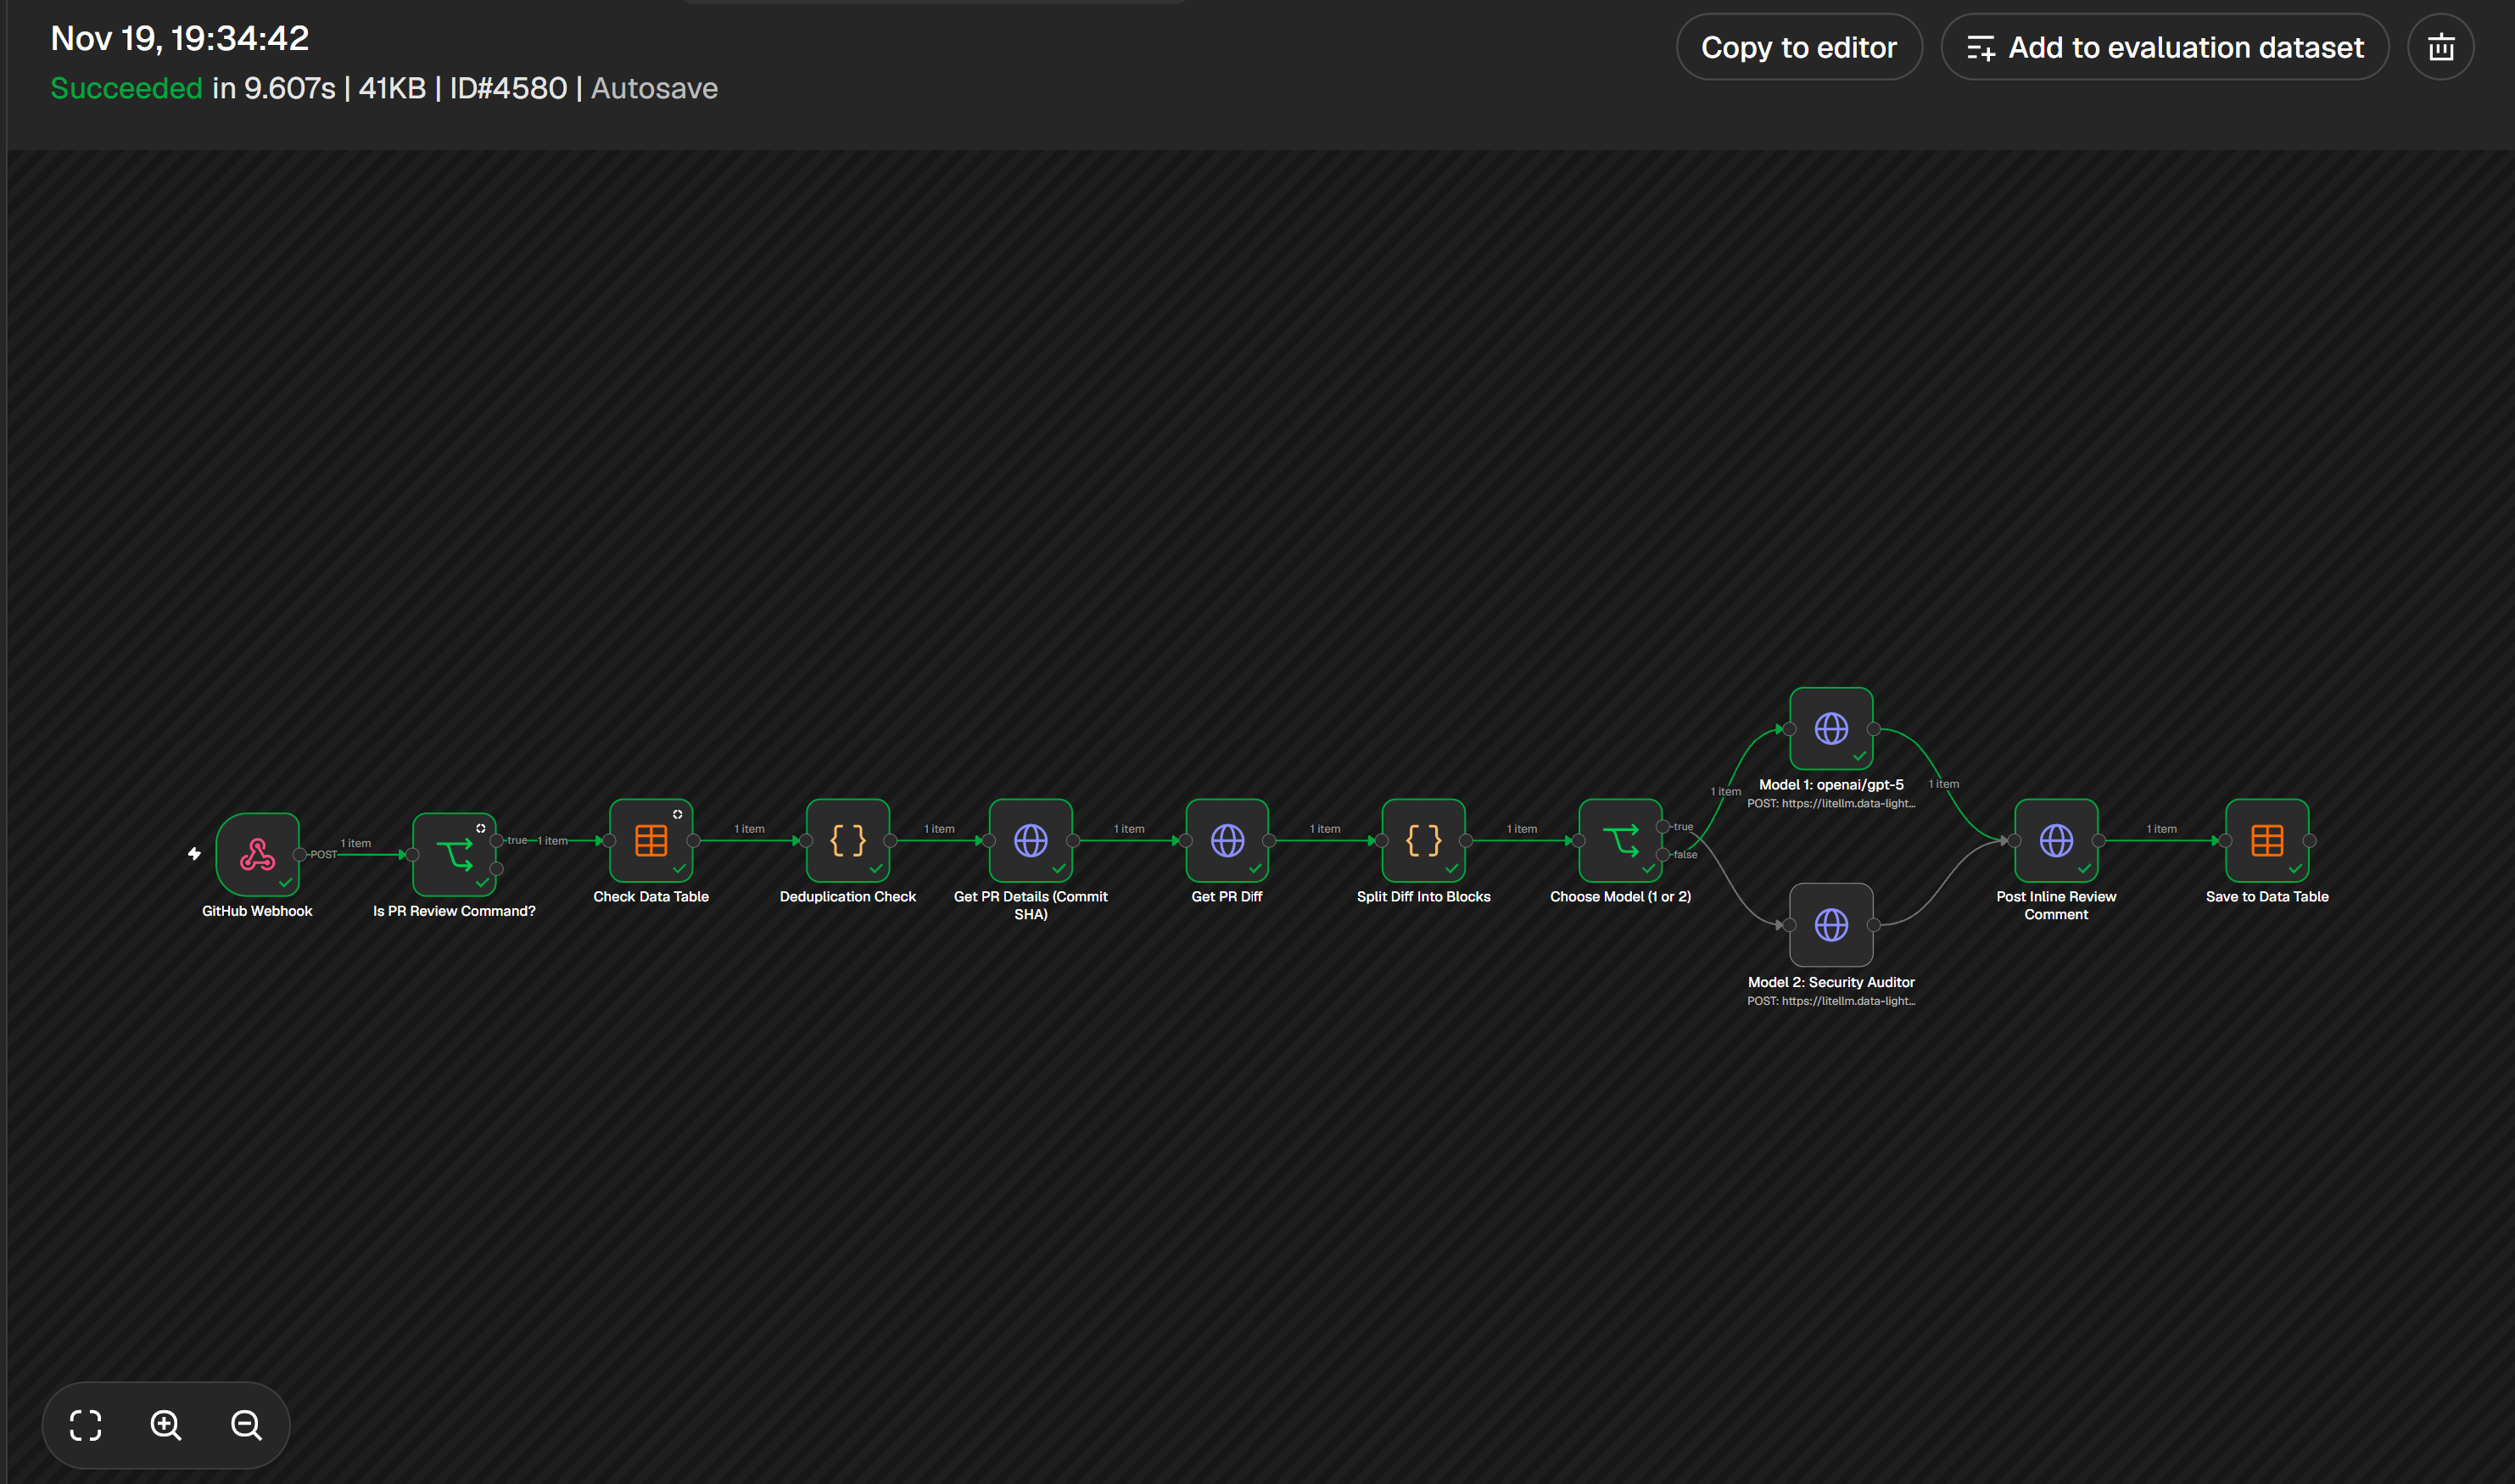 Nov 19, 19:34:42
Succeeded in 9.607s | 41KB | ID#4580 | Autosave
Copy to editor
Add to evaluation dataset
GitHub Webhook
POST
1 item
Is PR Review Command?
true
1 item
Check Data Table
1 item
Deduplication Check
1 item
Get PR Details (Commit
SHA)
1 item
Get PR Diff
1 item
Split Diff Into Blocks
1 item
Choose Model (1 or 2)
true
false
1 item
Model 1: openai/gpt-5
POST: https://litellm.data-light...
1 item
Model 2: Security Auditor
POST: https://litellm.data-light...
Post Inline Review
Comment
1 item
Save to Data Table